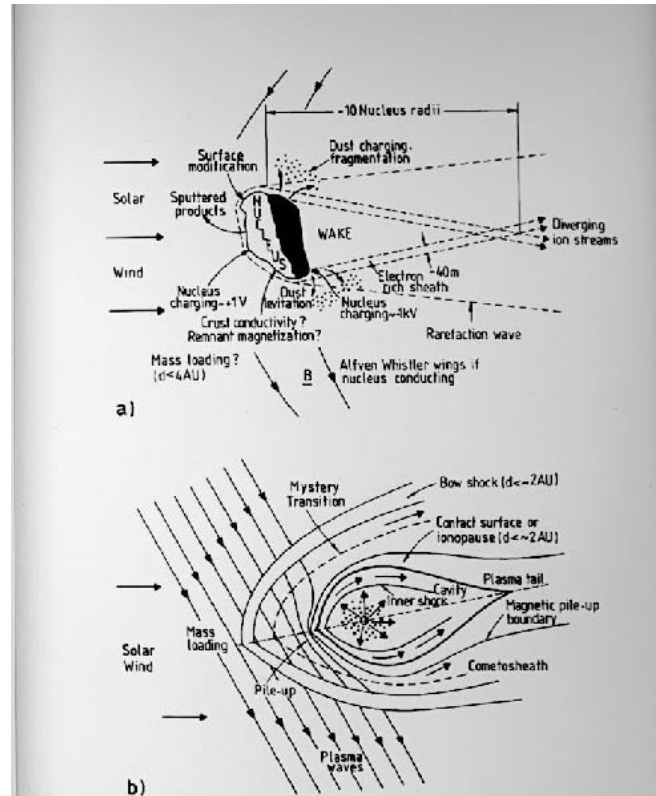 ~10 Nucleus radii
Surface
modification
Dust charging,
fragmentation
Solar
Sputtered
products
NUCLEUS
WAKE
Diverging
ion streams
Wind
~40m
Electron
rich sheath
Nucleus
charging~+1V
Dust
levitation
Nucleus
charging~-1kV
Crust conductivity?
Remnant magnetization?
Rarefaction wave
Mass loading?
(d<4AU)
B
Alfven Whistler wings if
nucleus conducting
a)
Bow shock (d<~2AU)
Mystery
Transition
Contact surface or
ionopause (d<~2AU)
Plasma tail
Cavity
Inner shock
Magnetic pile-up
boundary
Mass
loading
Solar
Wind
Pile-up
Cometosheath
Plasma
waves
b)